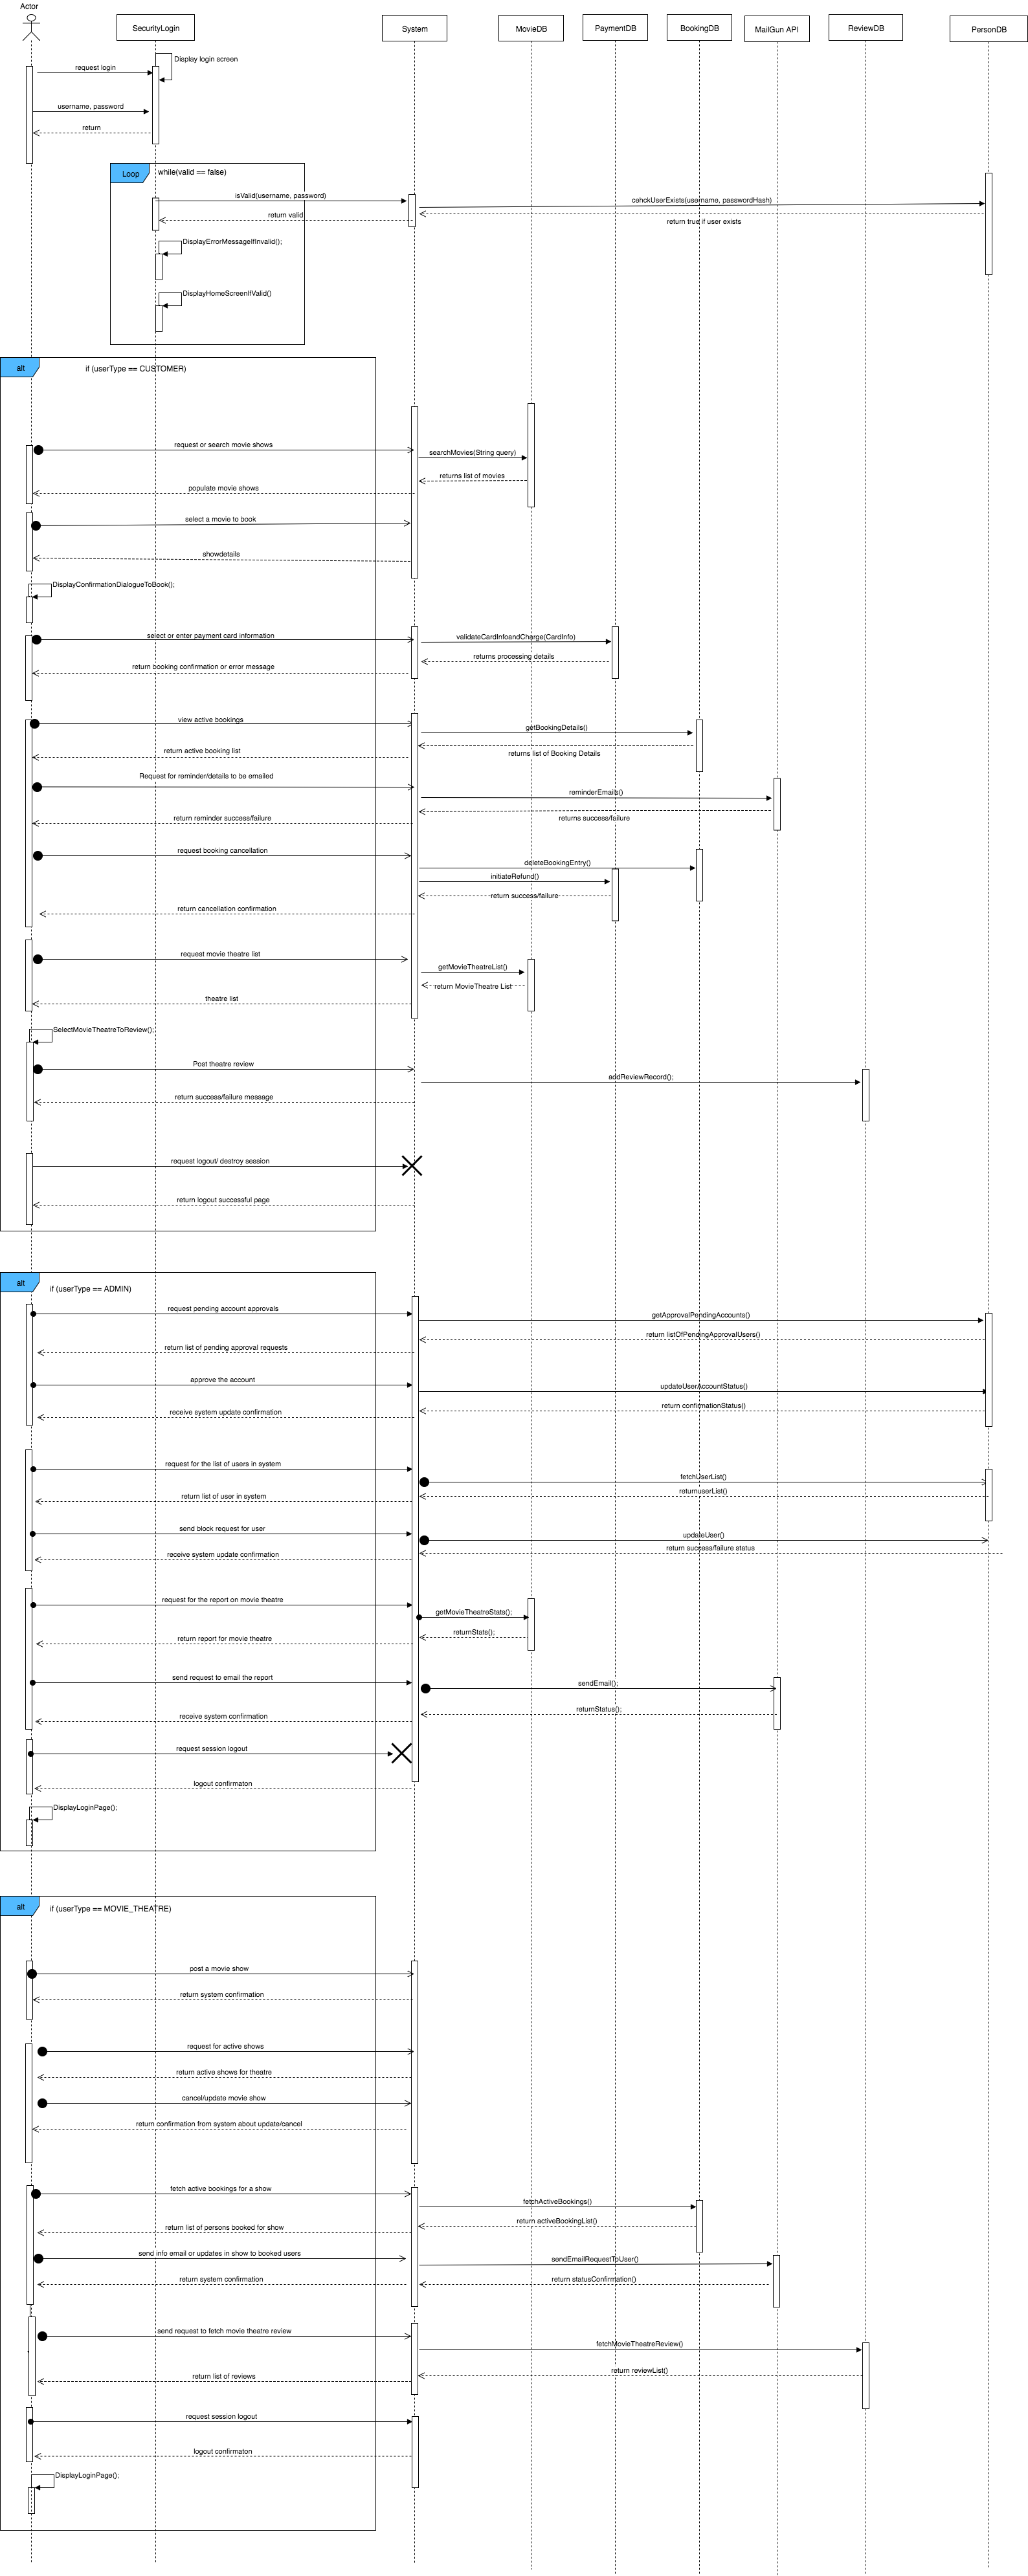 Actor
SecurityLogin
System
MovieDB
PaymentDB
BookingDB
MailGun API
ReviewDB
PersonDB
Display login screen
request login
username, password
return
Loop
while(valid == false)
isValid(username, password)
cehckUserExists(username, passwordHash)
return valid
return true if user exists
DisplayErrorMessageIfInvalid();
DisplayHomeScreenIfValid()
alt
if (userType == CUSTOMER)
request or search movie shows
searchMovies(String query)
returns list of movies
populate movie shows
select a movie to book
showdetails
DisplayConfirmationDialogueToBook();
select or enter payment card information
validateCardInfoandCharge(CardInfo)
returns processing details
return booking confirmation or error message
view active bookings
getBookingDetails()
return active booking list
returns list of Booking Details
Request for reminder/details to be emailed
reminderEmails()
return reminder success/failure
returns success/failure
request booking cancellation
deleteBookingEntry()
initiateRefund()
return success/failure
return cancellation confirmation
request movie theatre list
getMovieTheatreList()
return MovieTheatre List
theatre list
SelectMovieTheatreToReview();
Post theatre review
addReviewRecord();
return success/failure message
request logout/ destroy session
return logout successful page
alt
if (userType == ADMIN)
request pending account approvals
getApprovalPendingAccounts()
return listOfPendingApprovalUsers()
return list of pending approval requests
approve the account
updateUserAccountStatus()
return confirmationStatus()
receive system update confirmation
request for the list of users in system
fetchUserList()
returnuserList()
return list of user in system
send block request for user
updateUser()
return success/failure status
receive system update confirmation
request for the report on movie theatre
getMovieTheatreStats();
returnStats();
return report for movie theatre
send request to email the report
sendEmail();
returnStatus();
receive system confirmation
request session logout
logout confirmaton
DisplayLoginPage();
alt
if (userType == MOVIE_THEATRE)
post a movie show
return system confirmation
request for active shows
return active shows for theatre
cancel/update movie show
return confirmation from system about update/cancel
fetch active bookings for a show
fetchActiveBookings()
return activeBookingList()
return list of persons booked for show
send info email or updates in show to booked users
sendEmailRequestTpUser()
return statusConfirmation()
return system confirmation
send request to fetch movie theatre review
fetchMovieTheatreReview()
return reviewList()
return list of reviews
request session logout
logout confirmaton
DisplayLoginPage();